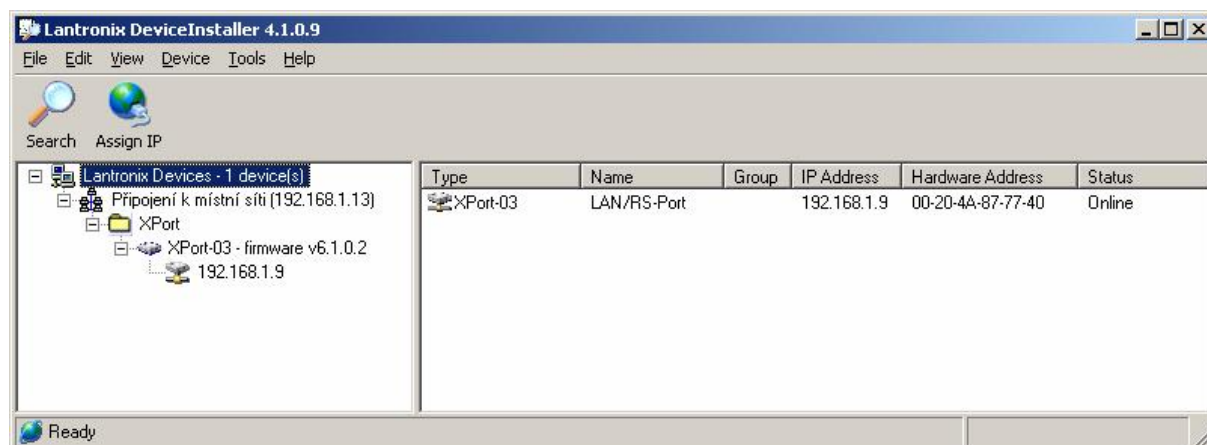 Lantronix DeviceInstaller 4.1.0.9
File Edit View Device Tools Help
Search Assign IP
Lantronix Devices - 1 device(s)
Připojení k místní síti (192.168.1.13)
XPort
XPort-03 - firmware v6.1.0.2
192.168.1.9
Type Name Group IP Address Hardware Address Status
XPort-03 LAN/RS-Port 192.168.1.9 00-20-4A-87-77-40 Online
Ready